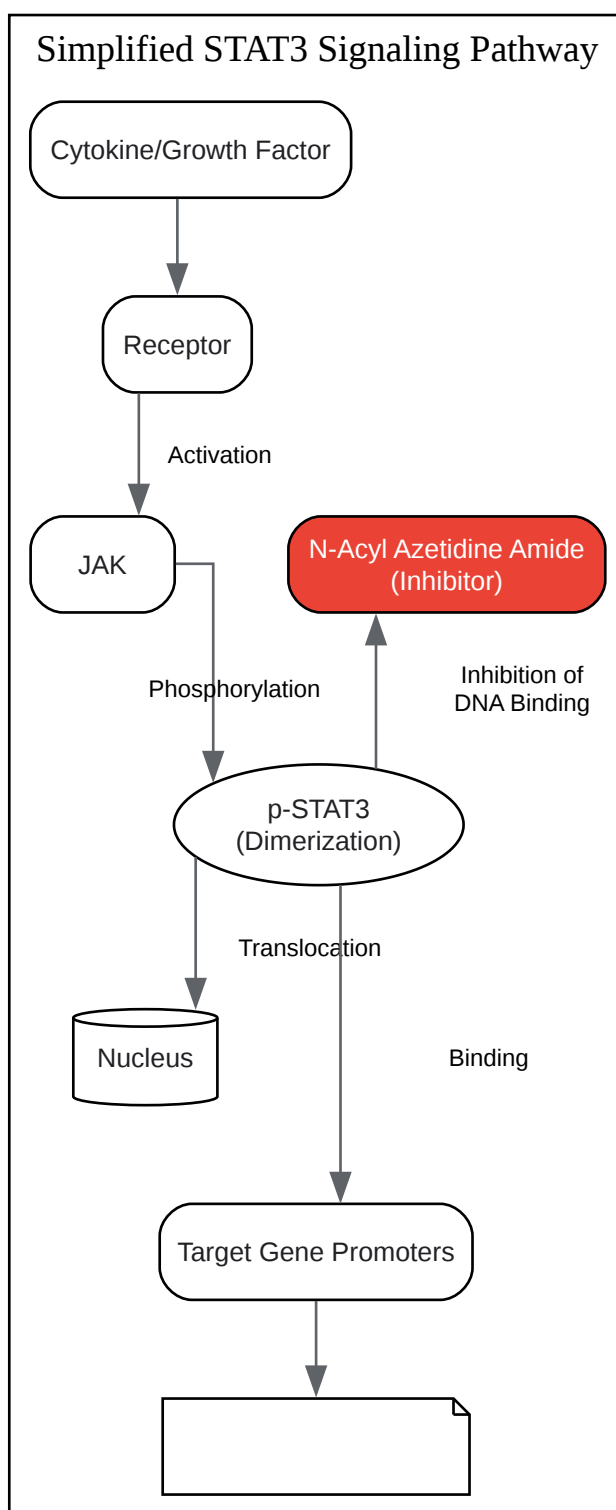 Simplified STAT3 Signaling Pathway
Cytokine/Growth Factor
Receptor
Activation
JAK
N-Acyl Azetidine Amide
(Inhibitor)
Phosphorylation
Inhibition of
DNA Binding
p-STAT3
(Dimerization)
Translocation
Nucleus
Binding
Target Gene Promoters